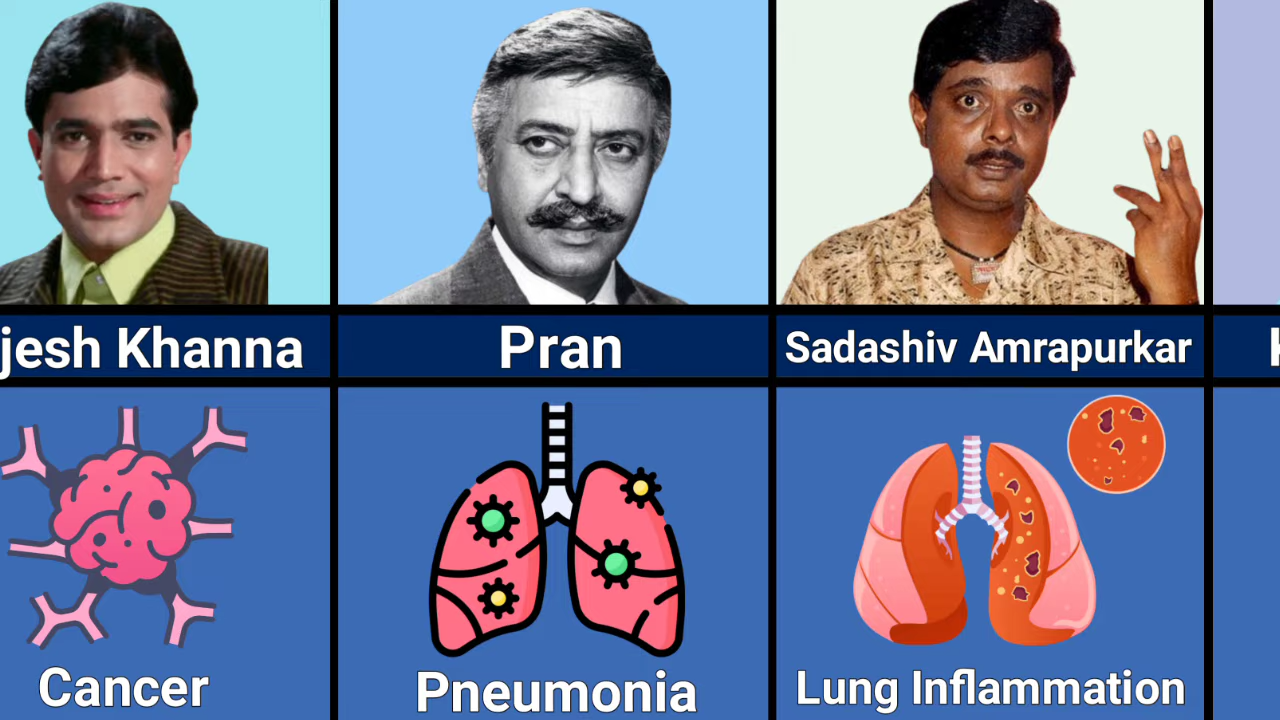 jesh Khanna
Pran
Sadashiv Amrapurkar
K
Cancer
Pneumonia
Lung Inflammation